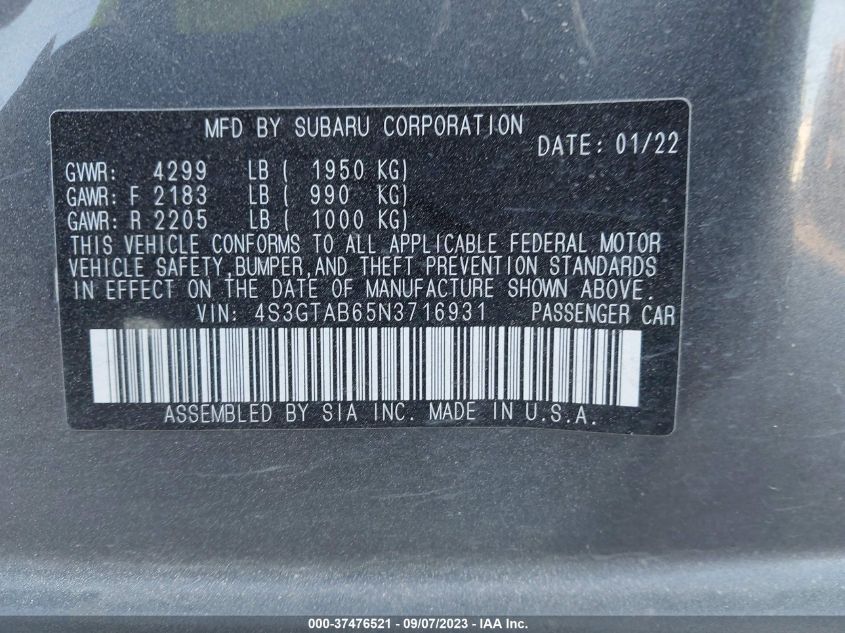 MFD BY SUBARU CORPORATION
DATE: 01/22
GVWR: 4299 LB ( 1950 KG)
GAWR: F 2183 LB ( 990 KG)
GAWR: R 2205 LB ( 1000 KG)
THIS VEHICLE CONFORMS TO ALL APPLICABLE FEDERAL MOTOR
VEHICLE SAFETY,BUMPER,AND THEFT PREVENTION STANDARDS
IN EFFECT ON THE DATE OF MANUFACTURE SHOWN ABOVE.
VIN: 4S3GTAB65N3716931 PASSENGER CAR
ASSEMBLED BY SIA INC. MADE IN U.S.A.
000-37476521 - 09/07/2023 - IAA Inc.